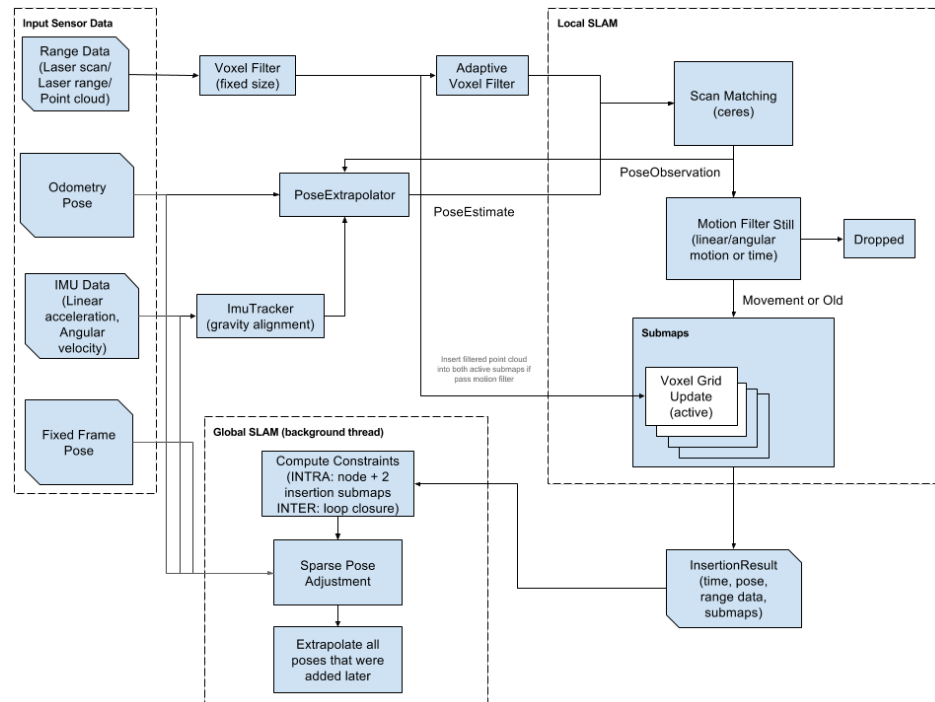 Input Sensor Data
Range Data
(Laser scan/
Laser range/
Point cloud)
Voxel Filter
(fixed size)
Adaptive
Voxel Filter
Local SLAM
Scan Matching
(ceres)
Odometry
Pose
PoseExtrapolator
PoseEstimate
PoseObservation
Motion Filter
Still
(linear/angular
motion or time)
Dropped
IMU Data
(Linear
acceleration,
Angular
velocity)
ImuTracker
(gravity alignment)
Movement or Old
Submaps
Insert filtered point cloud
into both active submaps if
pass motion filter
Voxel Grid
Update
(active)
Fixed Frame
Pose
Global SLAM (background thread)
Compute Constraints
(INTRA: node + 2
insertion submaps
INTER: loop closure)
Sparse Pose
Adjustment
InsertionResult
(time, pose,
range data,
submaps)
Extrapolate all
poses that were
added later